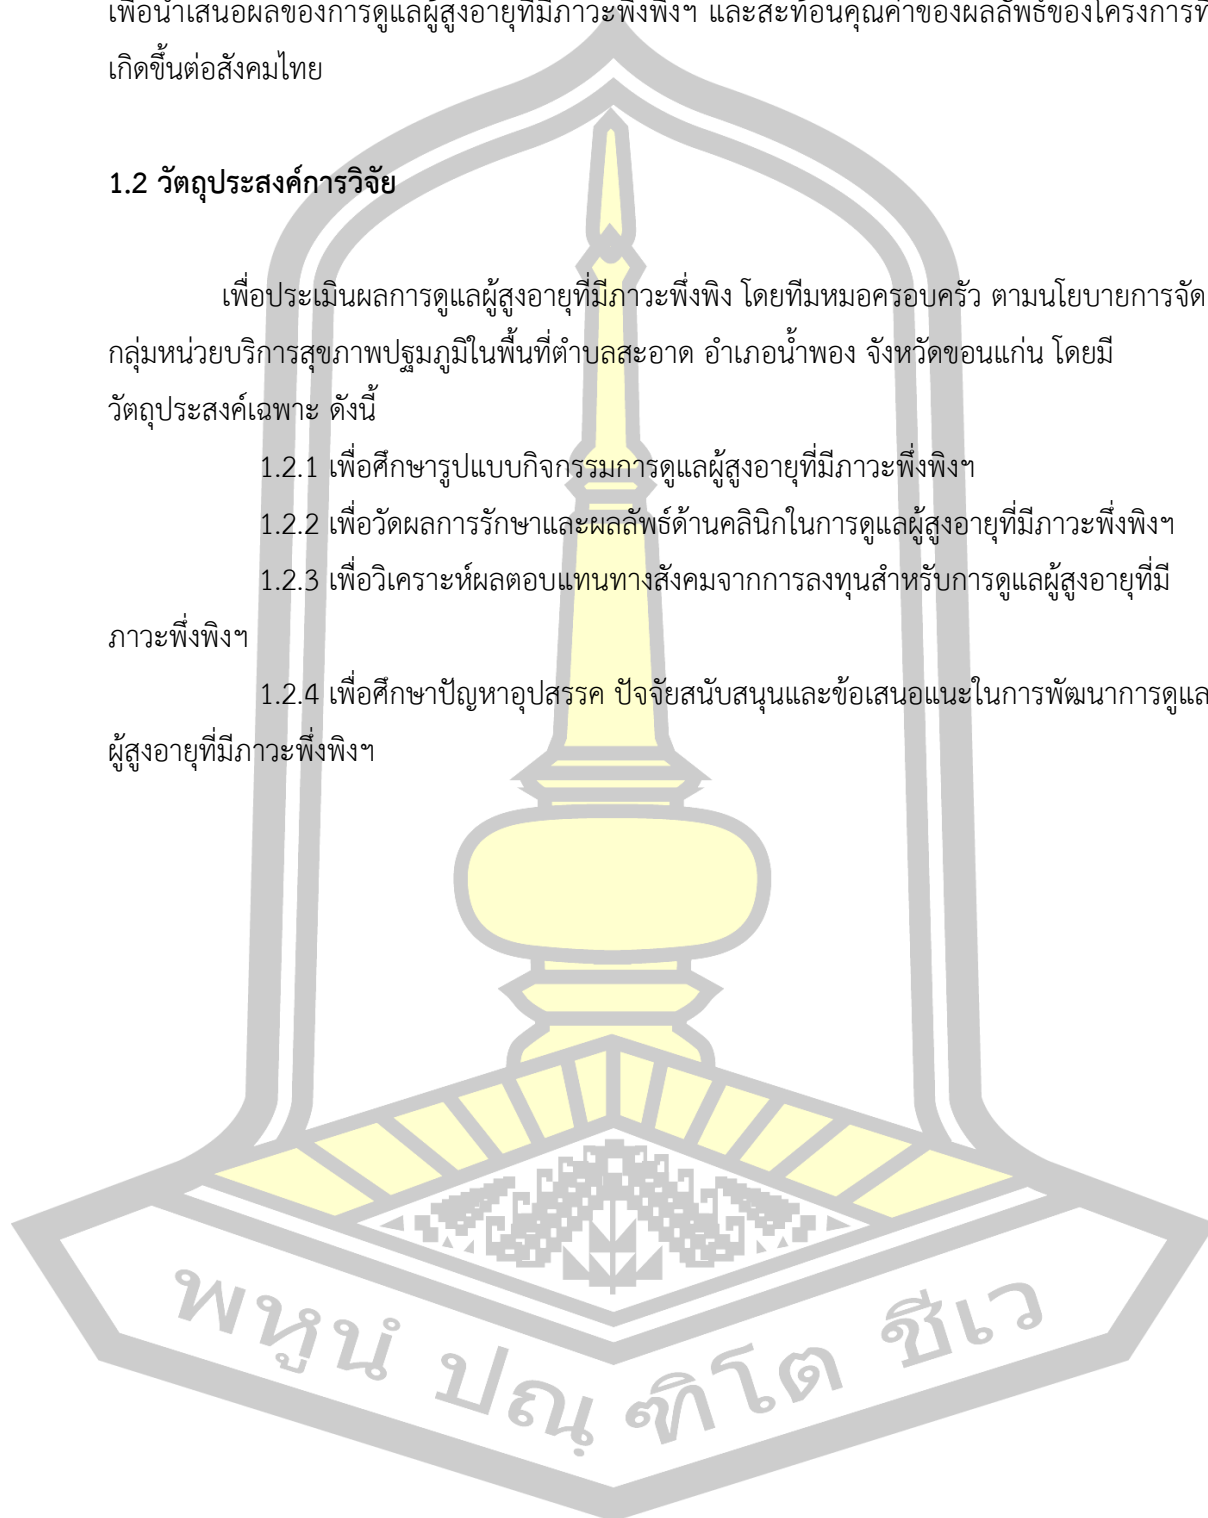 เพื่อนำเสนอผลของการดูแลผู้สูงอายุที่มีภาวะพึ่งพิงฯ และสะท้อนคุณค่าของผลลัพธ์ของโครงการที่
เกิดขึ้นต่อสังคมไทย
1.2 วัตถุประสงค์การวิจัย
เพื่อประเมินผลการดูแลผู้สูงอายุที่มีภาวะพึ่งพิง โดยทีมหมอครอบครัว ตามนโยบายการจัด
กลุ่มหน่วยบริการสุขภาพปฐมภูมิในพื้นที่ตำบลสะอาด อำเภอน้ำพอง จังหวัดขอนแก่น โดยมี
วัตถุประสงค์เฉพาะ ดังนี้
1.2.1 เพื่อศึกษารูปแบบกิจกรรมการดูแลผู้สูงอายุที่มีภาวะพึ่งพิงฯ
1.2.2 เพื่อวัดผลการรักษาและผลลัพธ์ด้านคลินิกในการดูแลผู้สูงอายุที่มีภาวะพึ่งพิงฯ
1.2.3 เพื่อวิเคราะห์ผลตอบแทนทางสังคมจากการลงทุนสำหรับการดูแลผู้สูงอายุที่มี
ภาวะพึ่งพิงฯ
1.2.4 เพื่อศึกษาปัญหาอุปสรรค ปัจจัยสนับสนุนและข้อเสนอแนะในการพัฒนาการดูแล
ผู้สูงอายุที่มีภาวะพึ่งพิงฯ
พหูนํ ปณฺฑิโต ชีเว